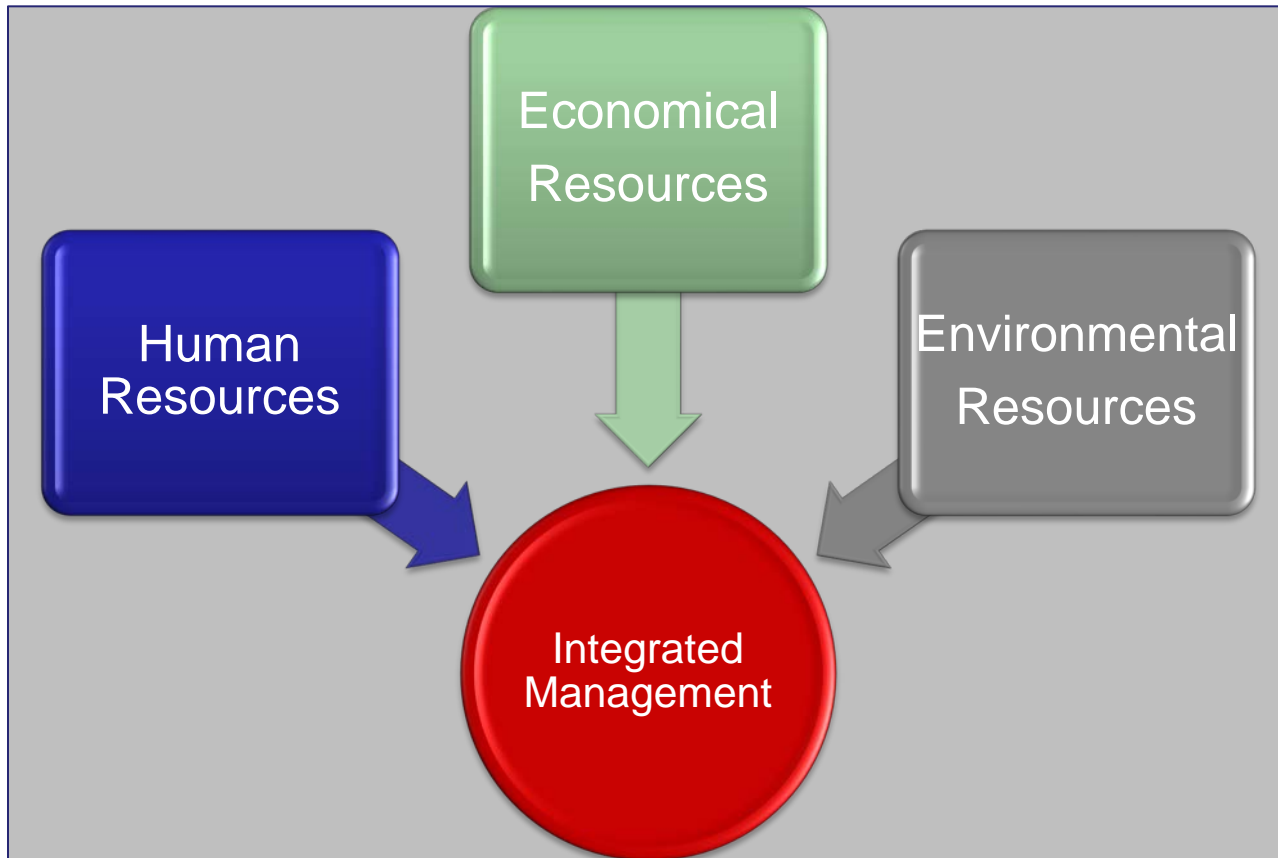 Economical
Resources
Human
Resources
Environmental
Resources
Integrated
Management